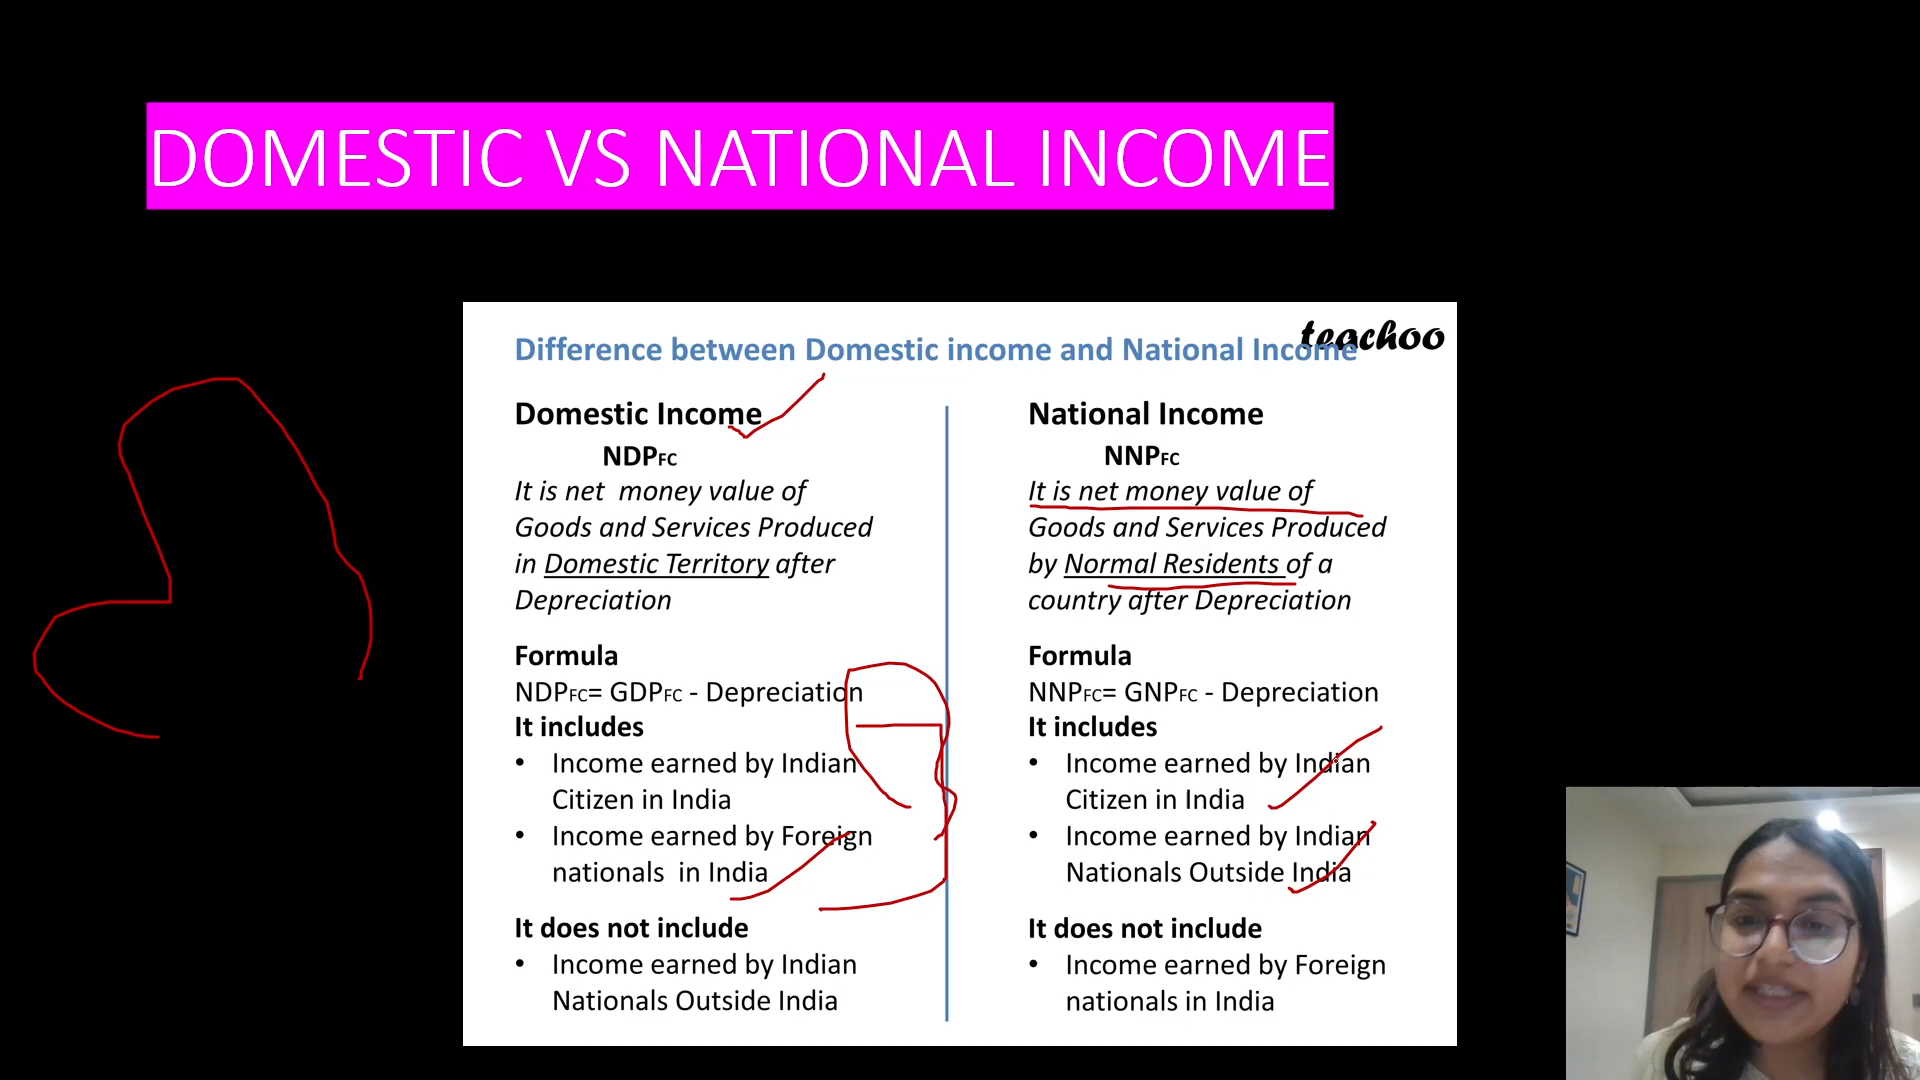 DOMESTIC VS NATIONAL INCOME
teachoo
Difference between Domestic income and National Income
Domestic Income
NDPFC
It is net money value of
Goods and Services Produced
in Domestic Territory after
Depreciation
Formula
NDPFC= GDPFC - Depreciation
It includes
• Income earned by Indian
Citizen in India
• Income earned by Foreign
nationals in India
It does not include
• Income earned by Indian
Nationals Outside India
National Income
NNPFC
It is net money value of
Goods and Services Produced
by Normal Residents of a
country after Depreciation
Formula
NNPFC= GNPFC - Depreciation
It includes
• Income earned by Indian
Citizen in India
• Income earned by Indian
Nationals Outside India
It does not include
• Income earned by Foreign
nationals in India